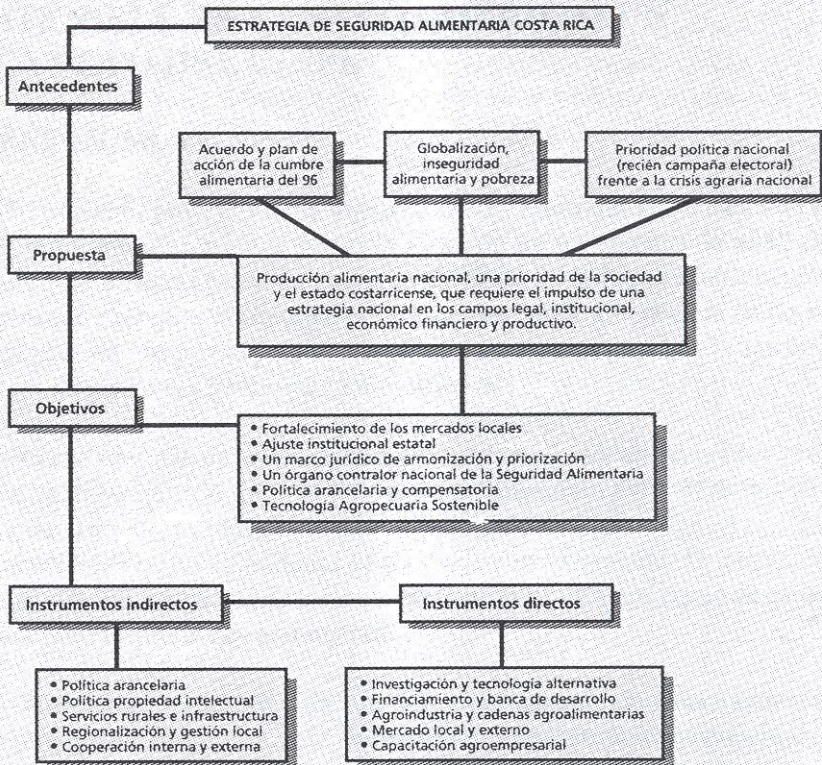 ESTRATEGIA DE SEGURIDAD ALIMENTARIA COSTA RICA
Antecedentes
Acuerdo y plan de
acción de la cumbre
alimentaria del 96
Globalización,
inseguridad
alimentaria y pobreza
Prioridad política nacional
(recién campaña electoral)
frente a la crisis agraria nacional
Propuesta
Producción alimentaria nacional, una prioridad de la sociedad
y el estado costarricense, que requiere el impulso de una
estrategia nacional en los campos legal, institucional,
económico financiero y productivo.
Objetivos
• Fortalecimiento de los mercados locales
• Ajuste institucional estatal
• Un marco jurídico de armonización y priorización
• Un órgano contralor nacional de la Seguridad Alimentaria
• Política arancelaria y compensatoria
• Tecnología Agropecuaria Sostenible
Instrumentos indirectos
Instrumentos directos
• Política arancelaria
• Política propiedad intelectual
• Servicios rurales e infraestructura
• Regionalización y gestión local
• Cooperación interna y externa
• Investigación y tecnología alternativa
• Financiamiento y banca de desarrollo
• Agroindustria y cadenas agroalimentarias
• Mercado local y externo
• Capacitación agroempresarial